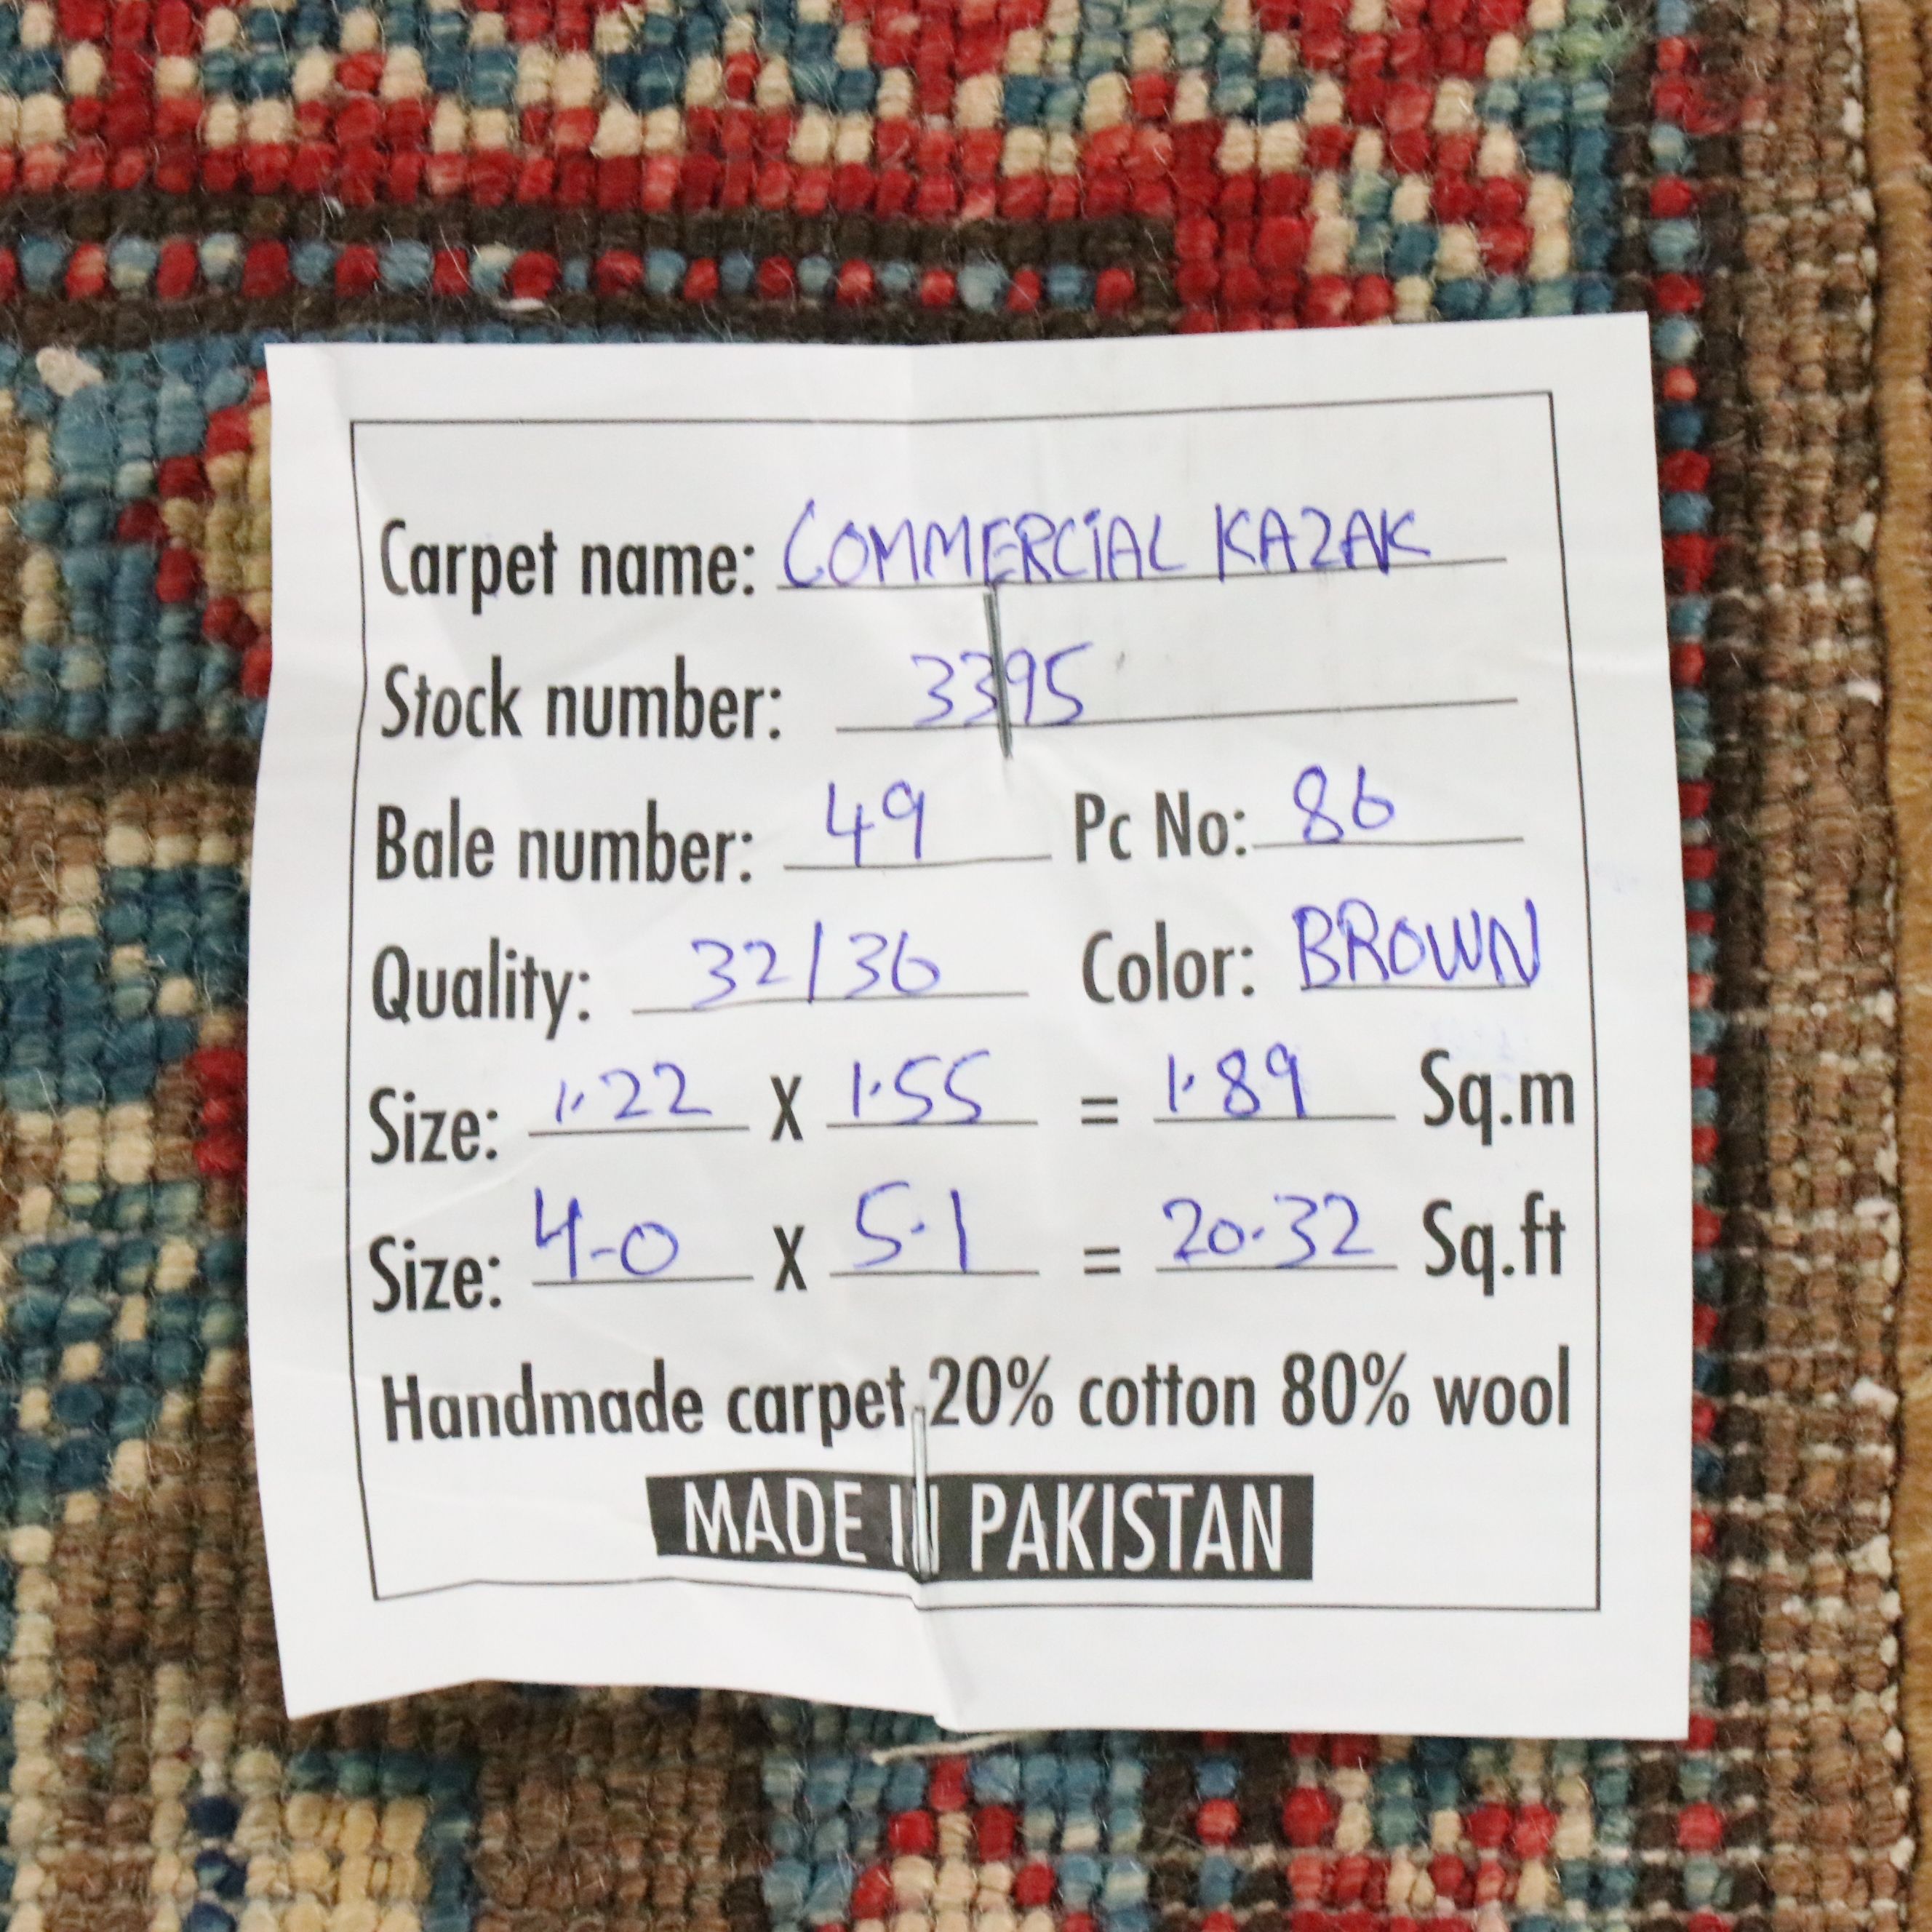 Carpet name: COMMERCIAL KAZAK
Stock number: 3395
Bale number: 49 Pc No: 86
Quality: 32/36 Color: BROWN
Size: 1.22 X 1.55 = 1.89 Sq.m
Size: 4-0 X 5.1 = 20.32 Sq.ft
Handmade carpet 20% cotton 80% wool
MADE IN PAKISTAN